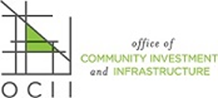 office of
COMMUNITY INVESTMENT
and INFRASTRUCTURE
OCII